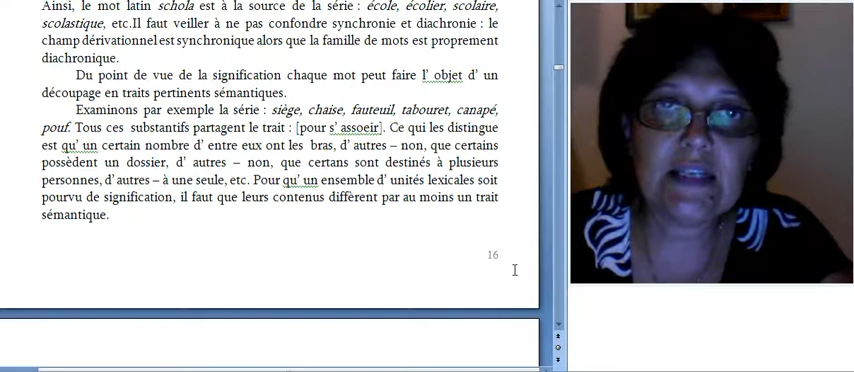 Ainsi, le mot latin schola est à la source de la série : école, écolier, scolaire,
scolastique, etc.Il faut veiller à ne pas confondre synchronie et diachronie : le
champ dérivationnel est synchronique alors que la famille de mots est proprement
diachronique.
Du point de vue de la signification chaque mot peut faire l' objet d' un
découpage en traits pertinents sémantiques.
Examinons par exemple la série : siège, chaise, fauteuil, tabouret, canapé,
pouf. Tous ces substantifs partagent le trait : [pour s' assoeir]. Ce qui les distingue
est qu' un certain nombre d' entre eux ont les bras, d' autres – non, que certains
possèdent un dossier, d' autres – non, que certans sont destinés à plusieurs
personnes, d' autres – à une seule, etc. Pour qu' un ensemble d' unités lexicales soit
pourvu de signification, il faut que leurs contenus diffèrent par au moins un trait
sémantique.
16